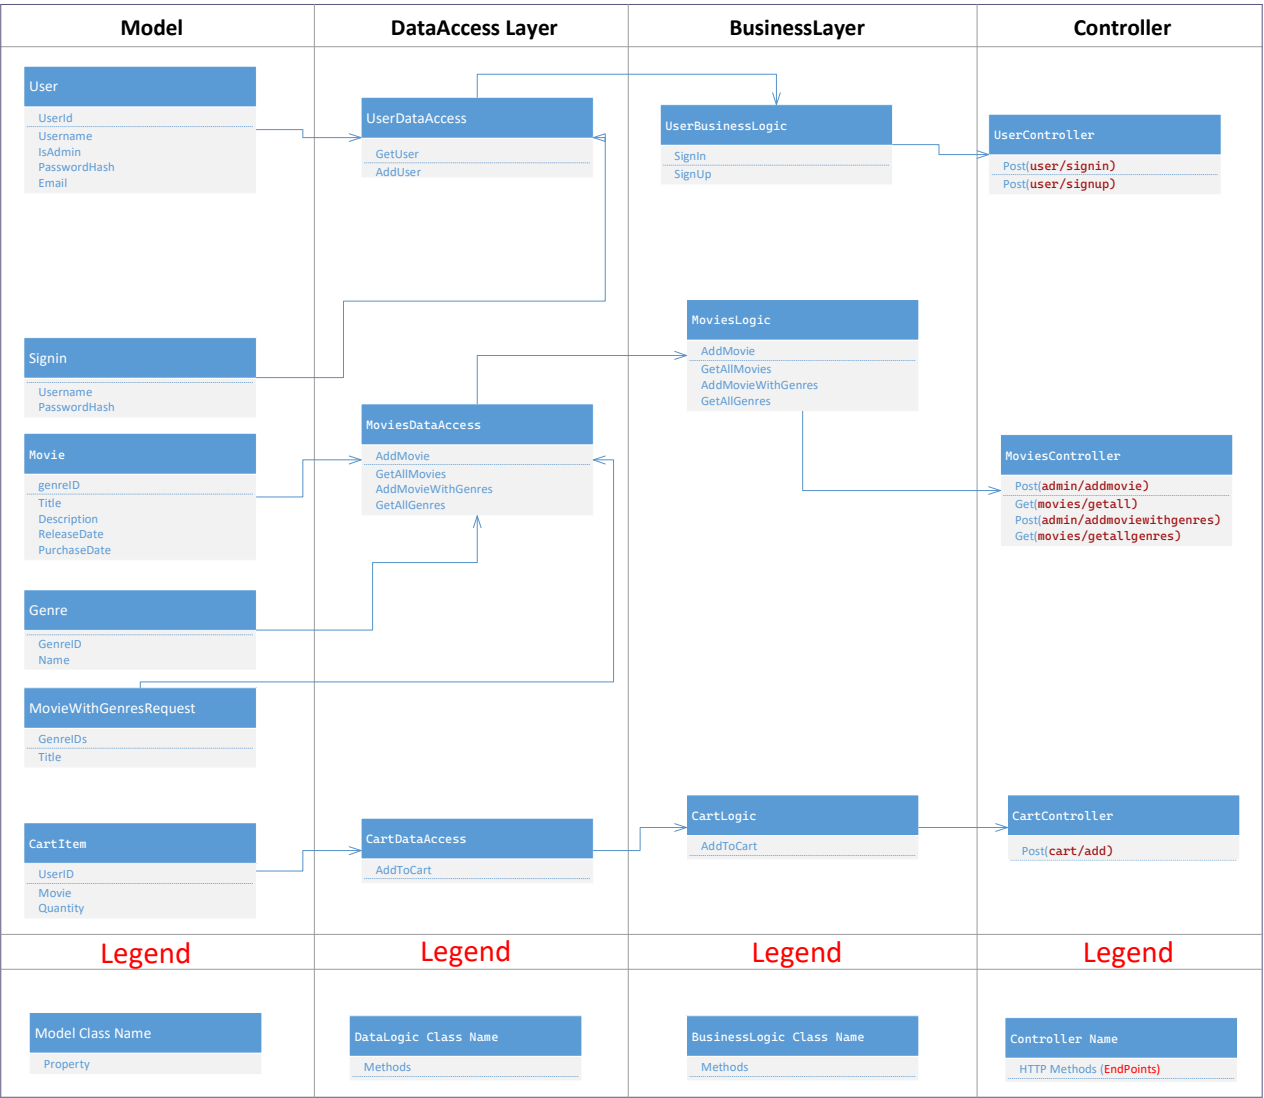 Model
DataAccess Layer
BusinessLayer
Controller
User
UserId
Username
IsAdmin
PasswordHash
Email
Signin
Username
PasswordHash
Movie
genreID
Title
Description
ReleaseDate
PurchaseDate
Genre
GenreID
Name
MovieWithGenresRequest
GenreIDs
Title
CartItem
UserID
Movie
Quantity
UserDataAccess
GetUser
AddUser
MoviesDataAccess
AddMovie
GetAllMovies
AddMovieWithGenres
GetAllGenres
CartDataAccess
AddToCart
UserBusinessLogic
SignIn
SignUp
MoviesLogic
AddMovie
GetAllMovies
AddMovieWithGenres
GetAllGenres
CartLogic
AddToCart
UserController
Post(user/signin)
Post(user/signup)
MoviesController
Post(admin/addmovie)
Get(movies/getall)
Post(admin/addmoviewithgenres)
Get(movies/getallgenres)
CartController
Post(cart/add)
Legend
Legend
Legend
Legend
Model Class Name
Property
DataLogic Class Name
Methods
BusinessLogic Class Name
Methods
Controller Name
HTTP Methods (EndPoints)